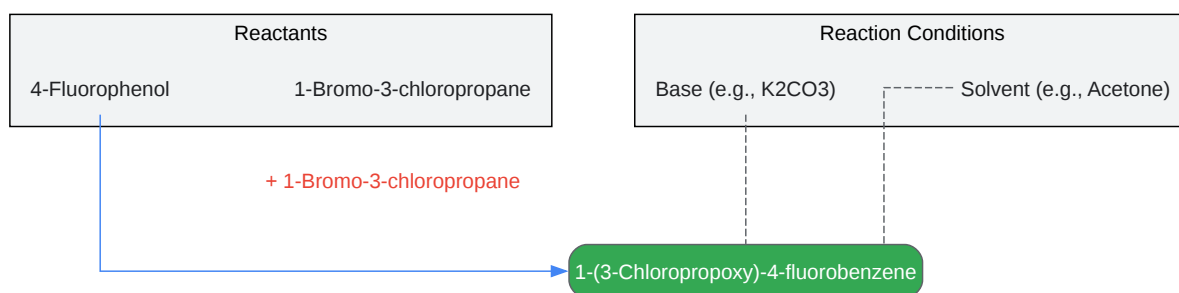 Reactants
4-Fluorophenol
1-Bromo-3-chloropropane
+ 1-Bromo-3-chloropropane
Reaction Conditions
Base (e.g., K2CO3)
Solvent (e.g., Acetone)
1-(3-Chloropropoxy)-4-fluorobenzene